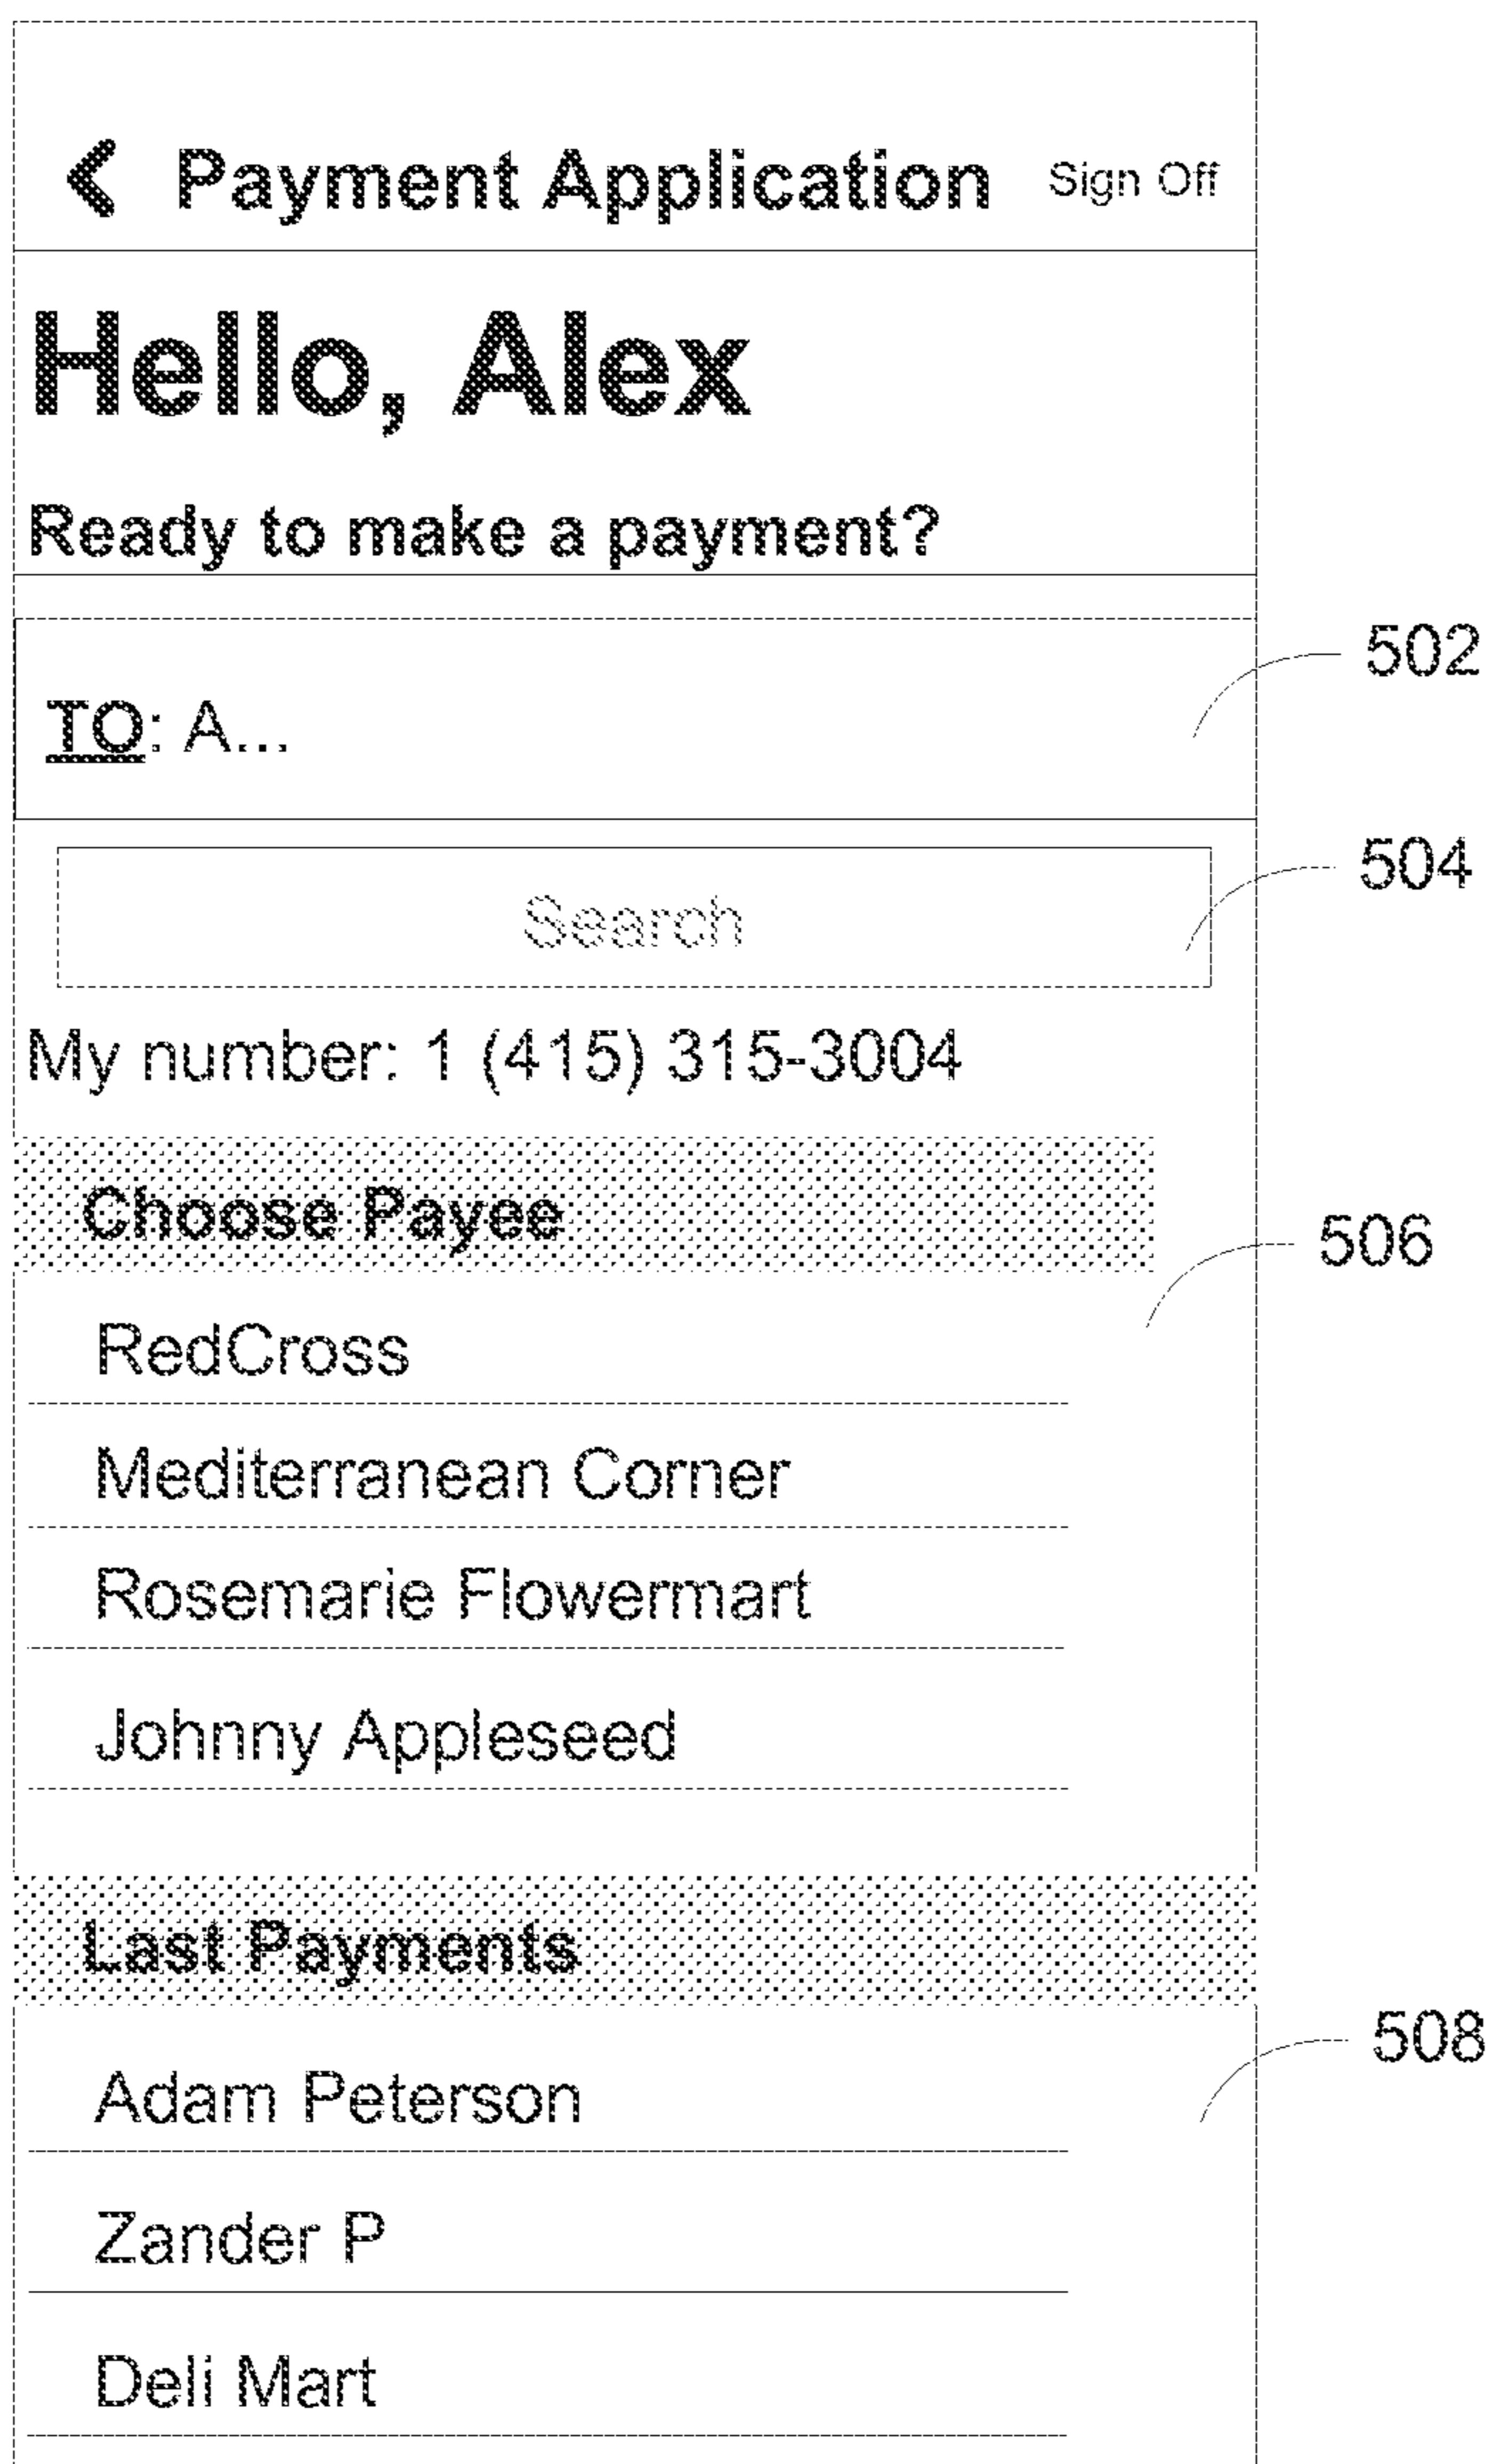 Payment Application Sign Off
Hello, Alex
Ready to make a payment?
502
TO: A...
504
Search
My number: 1 (415) 315-3004
Choose Payee
506
RedCross
Mediterranean Corner
Rosemarie Flowermart
Johnny Appleseed
Last Payments
508
Adam Peterson
Zander P
Deli Mart